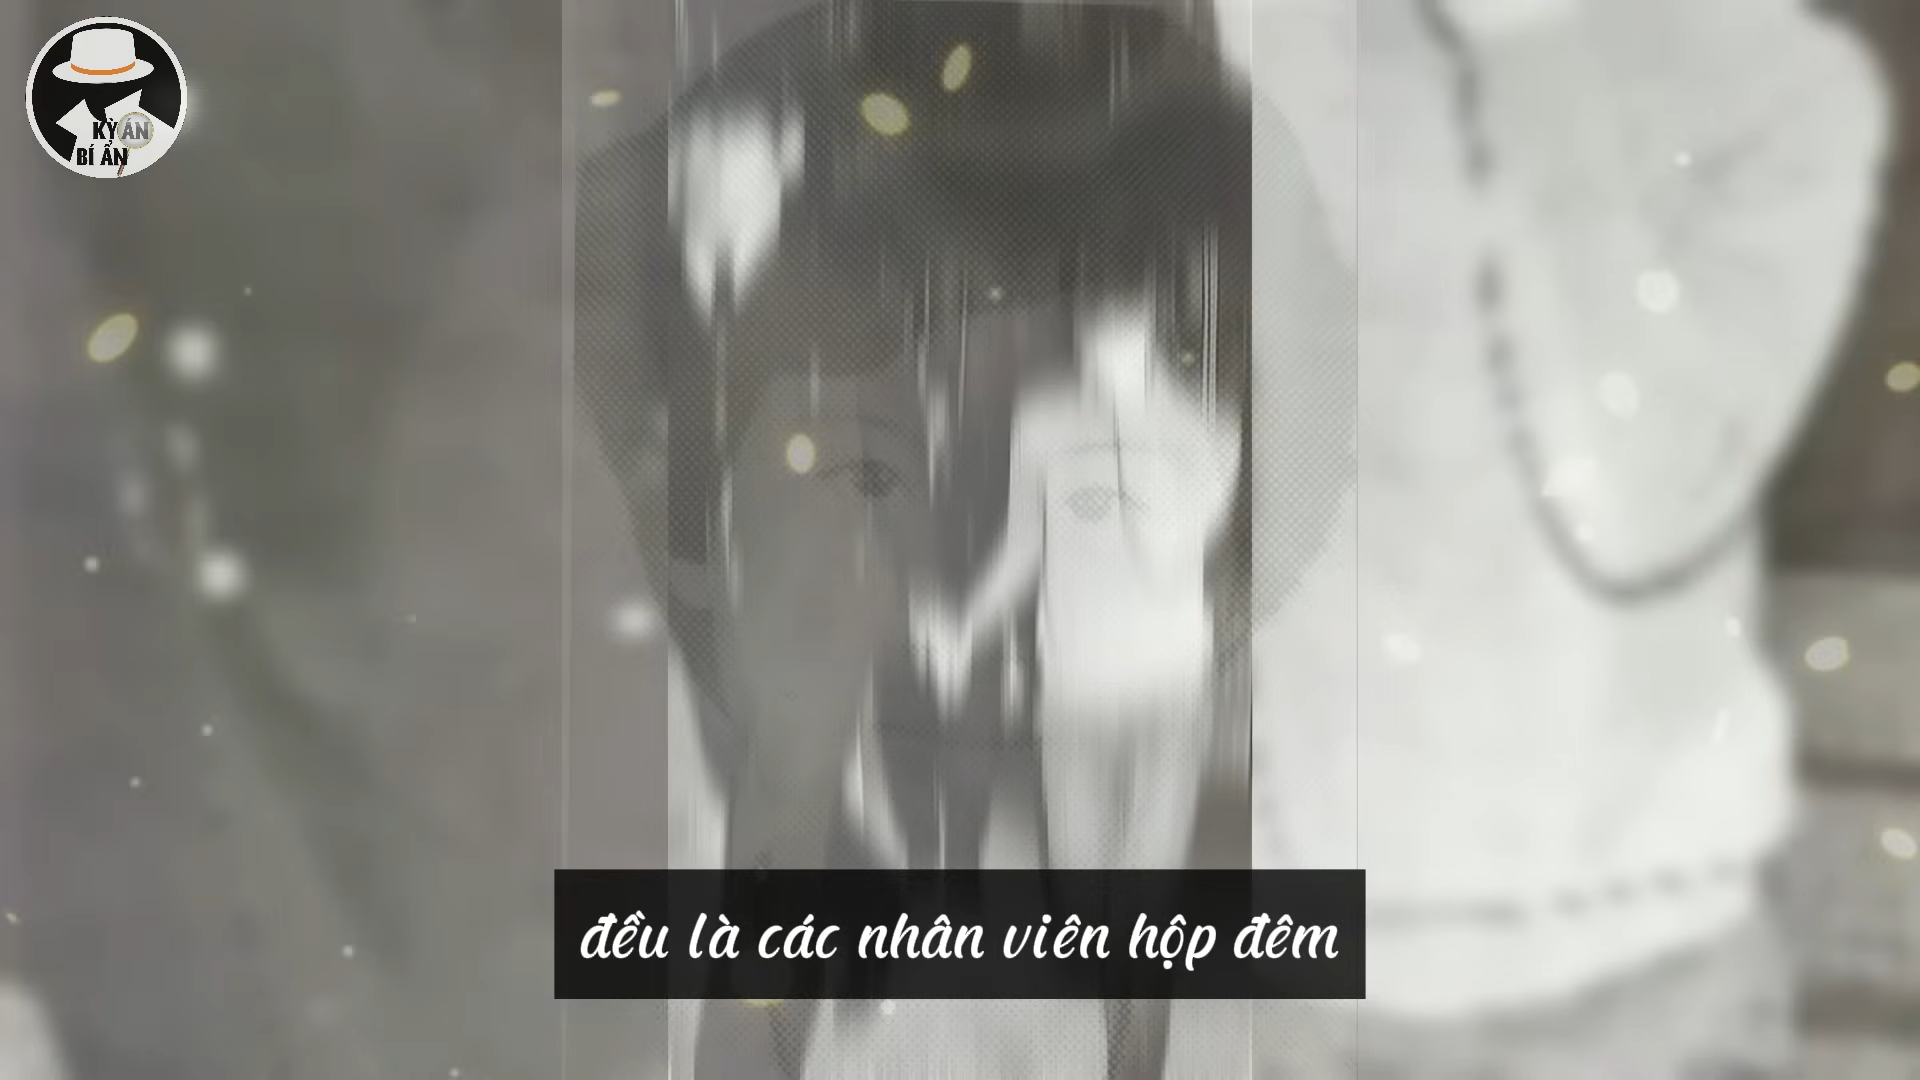 KỲ ÁN
BÍ ẨN
đều là các nhân viên hộp đêm